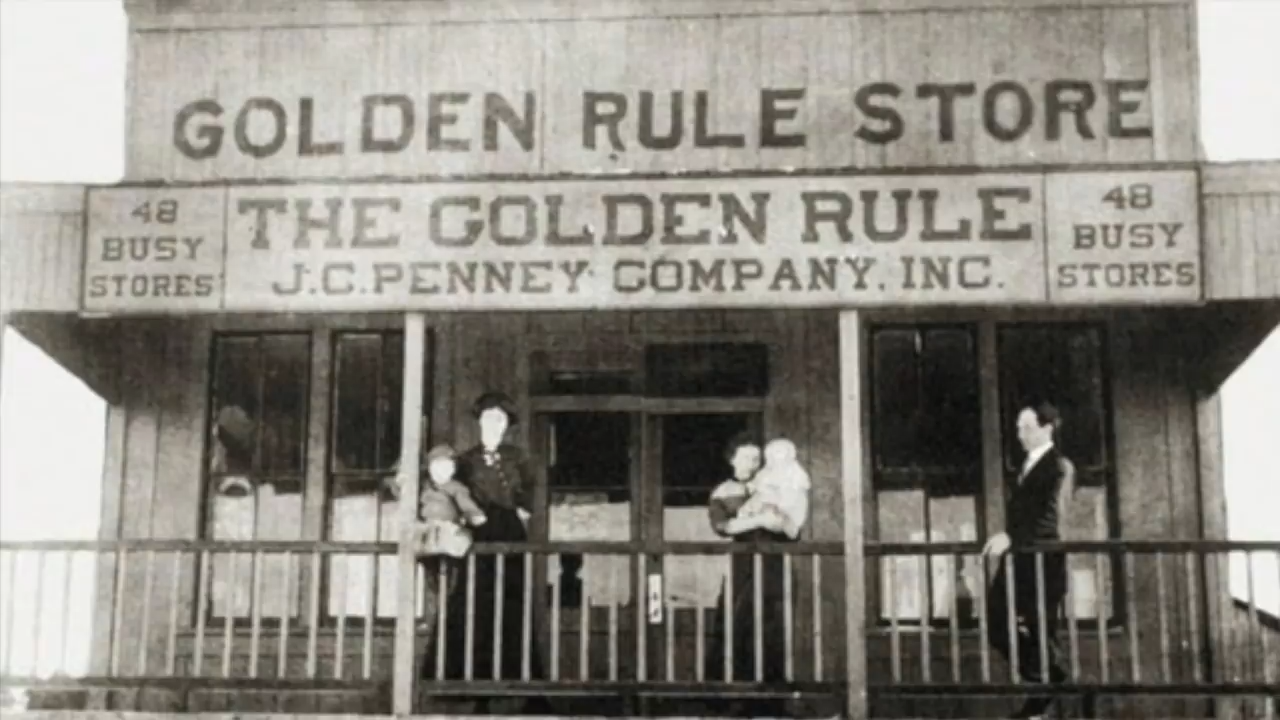 GOLDEN RULE STORE
48
BUSY
STORES
THE GOLDEN RULE
J.C. PENNEY COMPANY, INC.
48
BUSY
STORES